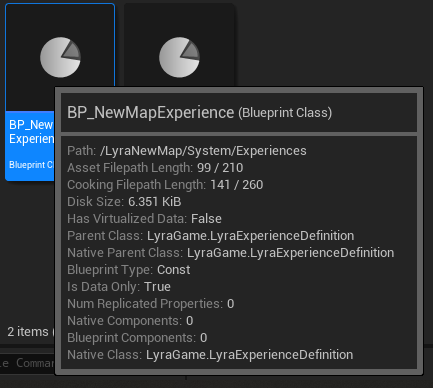 BP_New
Experien
Blueprint Cl
BP_NewMapExperience (Blueprint Class)
Path: /LyraNewMap/System/Experiences
Asset Filepath Length: 99 / 210
Cooking Filepath Length: 141 / 260
Disk Size: 6.351 KiB
Has Virtualized Data: False
Parent Class: LyraGame.LyraExperienceDefinition
Native Parent Class: LyraGame.LyraExperienceDefinition
Blueprint Type: Const
Is Data Only: True
Num Replicated Properties: 0
Native Components: 0
Blueprint Components: 0
Native Class: LyraGame.LyraExperienceDefinition
2 items (
le Comma